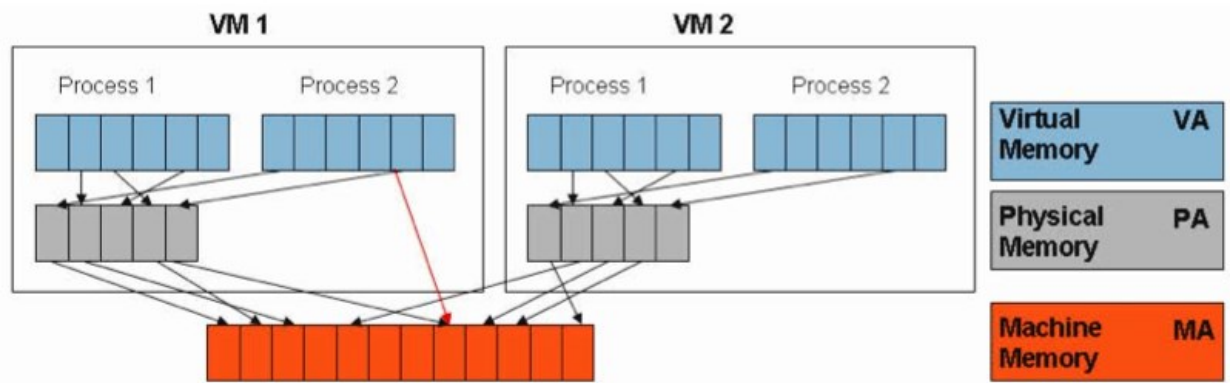 VM 1
VM 2
Process 1
Process 2
Process 1
Process 2
Virtual Memory VA
Physical Memory PA
Machine Memory MA